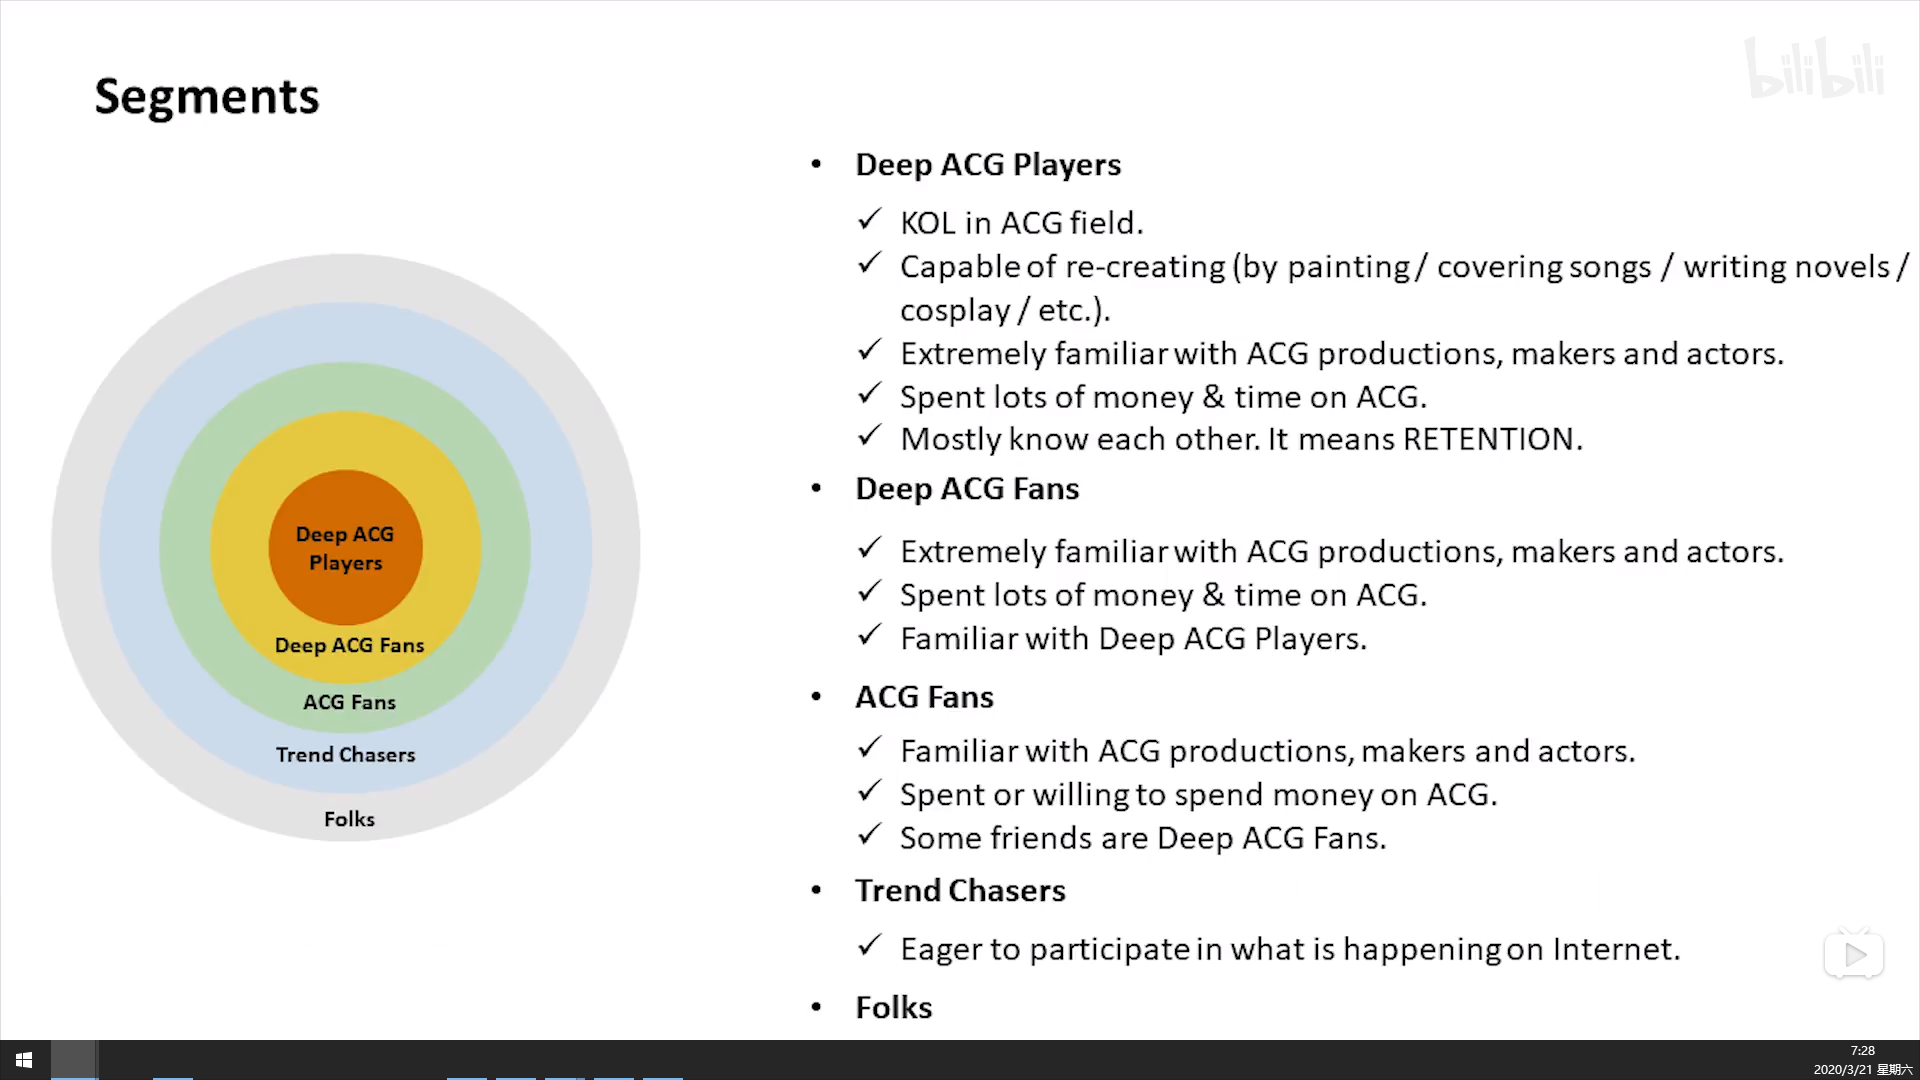 bilibili
Segments
• Deep ACG Players
✓ KOL in ACG field.
✓ Capable of re-creating (by painting / covering songs / writing novels /
cosplay / etc.).
✓ Extremely familiar with ACG productions, makers and actors.
✓ Spent lots of money & time on ACG.
✓ Mostly know each other. It means RETENTION.
• Deep ACG Fans
✓ Extremely familiar with ACG productions, makers and actors.
✓ Spent lots of money & time on ACG.
✓ Familiar with Deep ACG Players.
• ACG Fans
✓ Familiar with ACG productions, makers and actors.
✓ Spent or willing to spend money on ACG.
✓ Some friends are Deep ACG Fans.
• Trend Chasers
✓ Eager to participate in what is happening on Internet.
• Folks
Deep ACG
Players
Deep ACG Fans
ACG Fans
Trend Chasers
Folks
7:28
2020/3/21 星期六